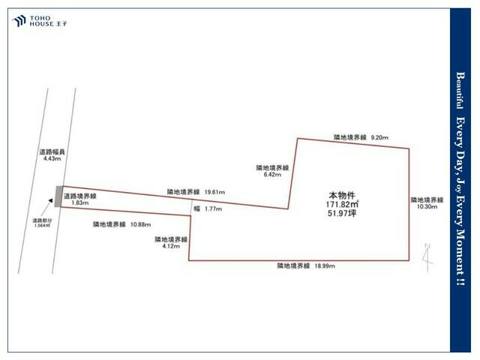 TOHO
HOUSE 王子
Beautiful Every Day, Joy Every Moment !!
道路幅員
4.43m
隣地境界線 9.20m
隣地境界線
6.42m
道路境界線
1.83m
隣地境界線 19.61m
幅 1.77m
本物件
171.82㎡
51.97坪
隣地境界線
10.30m
道路部分
隣地境界線 10.88m
隣地境界線
4.12m
隣地境界線 18.99m